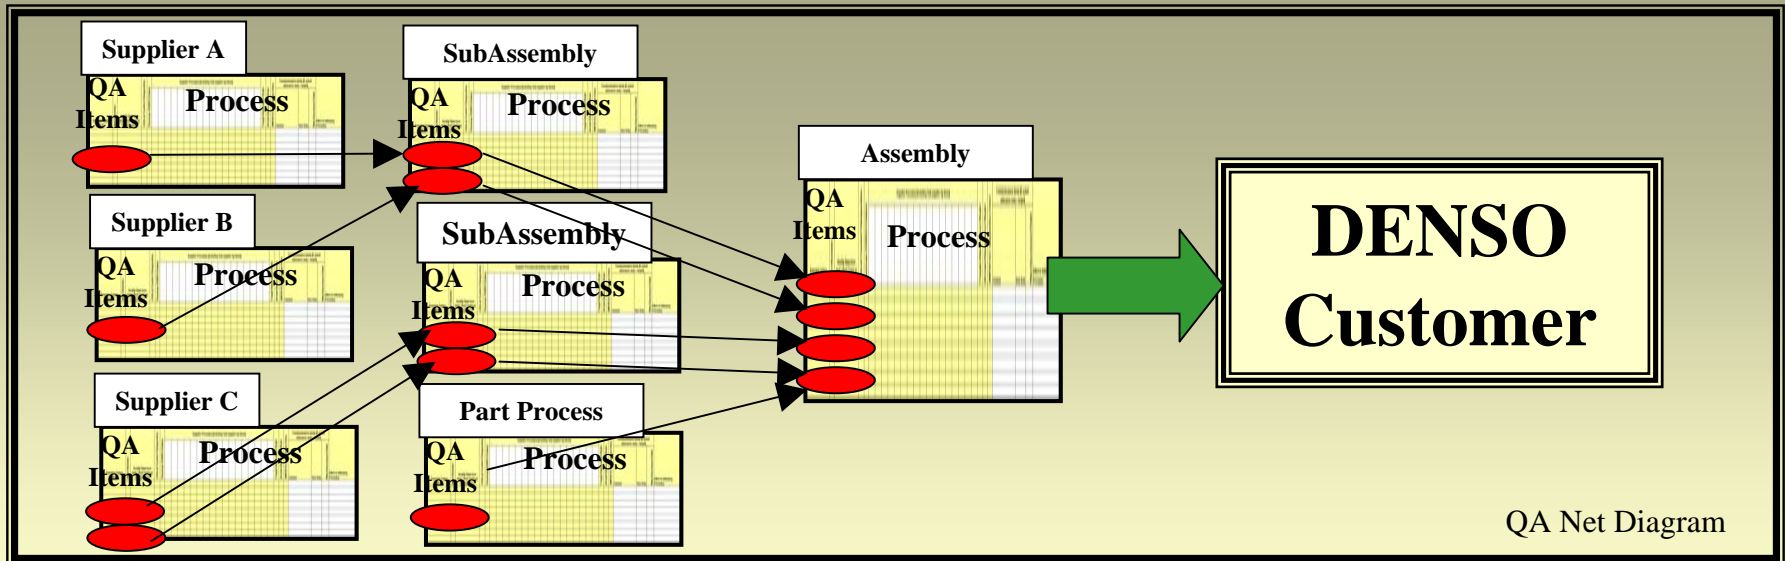 Supplier A
QA
Items
Process
SubAssembly
QA
Items
Process
Supplier B
QA
Items
Process
SubAssembly
QA
Items
Process
Supplier C
QA
Items
Process
Part Process
QA
Items
Process
Assembly
QA
Items
Process
DENSO
Customer
QA Net Diagram